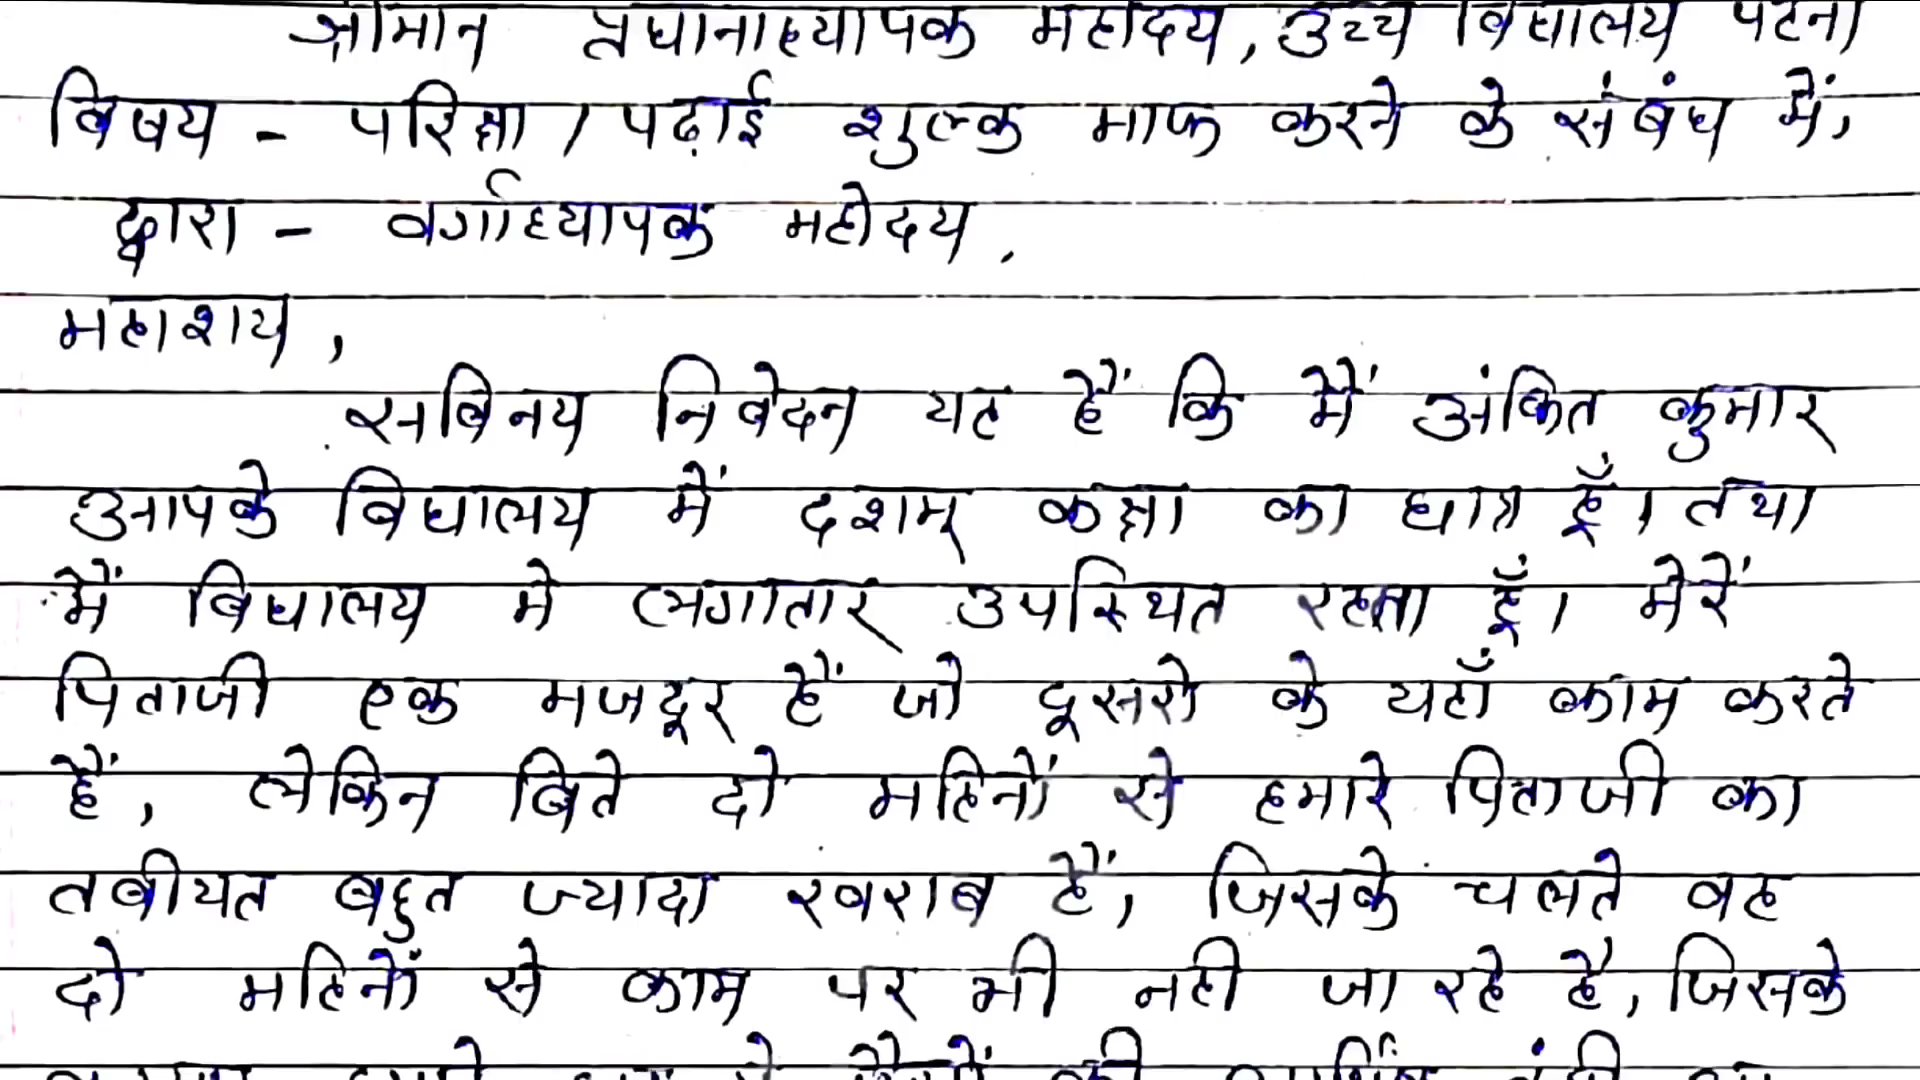 श्रीमान प्रधानाध्यापक महोदय, उच्च विद्यालय पटना
विषय - परिक्षा / पढ़ाई शुल्क माफ करने के संबंध में,
द्वारा - वर्गाध्यापक महोदय,
महाशय,
सविनय निवेदन यह हैं कि मैं अंकित कुमार
आपके विद्यालय में दशम् कक्षा का छात्र हूँ। तथा
मैं विद्यालय मे लगातार उपस्थित रहता हूँ। मेरें
पिताजी एक मजदूर हैं जो दूसरो के यहाँ काम करते
हैं, लेकिन बिते दो महिनों से हमारे पिताजी का
तबीयत बहुत ज्यादा खराब हैं, जिसके चलते वह
दो महिनों से काम पर भी नही जा रहे है, जिसके